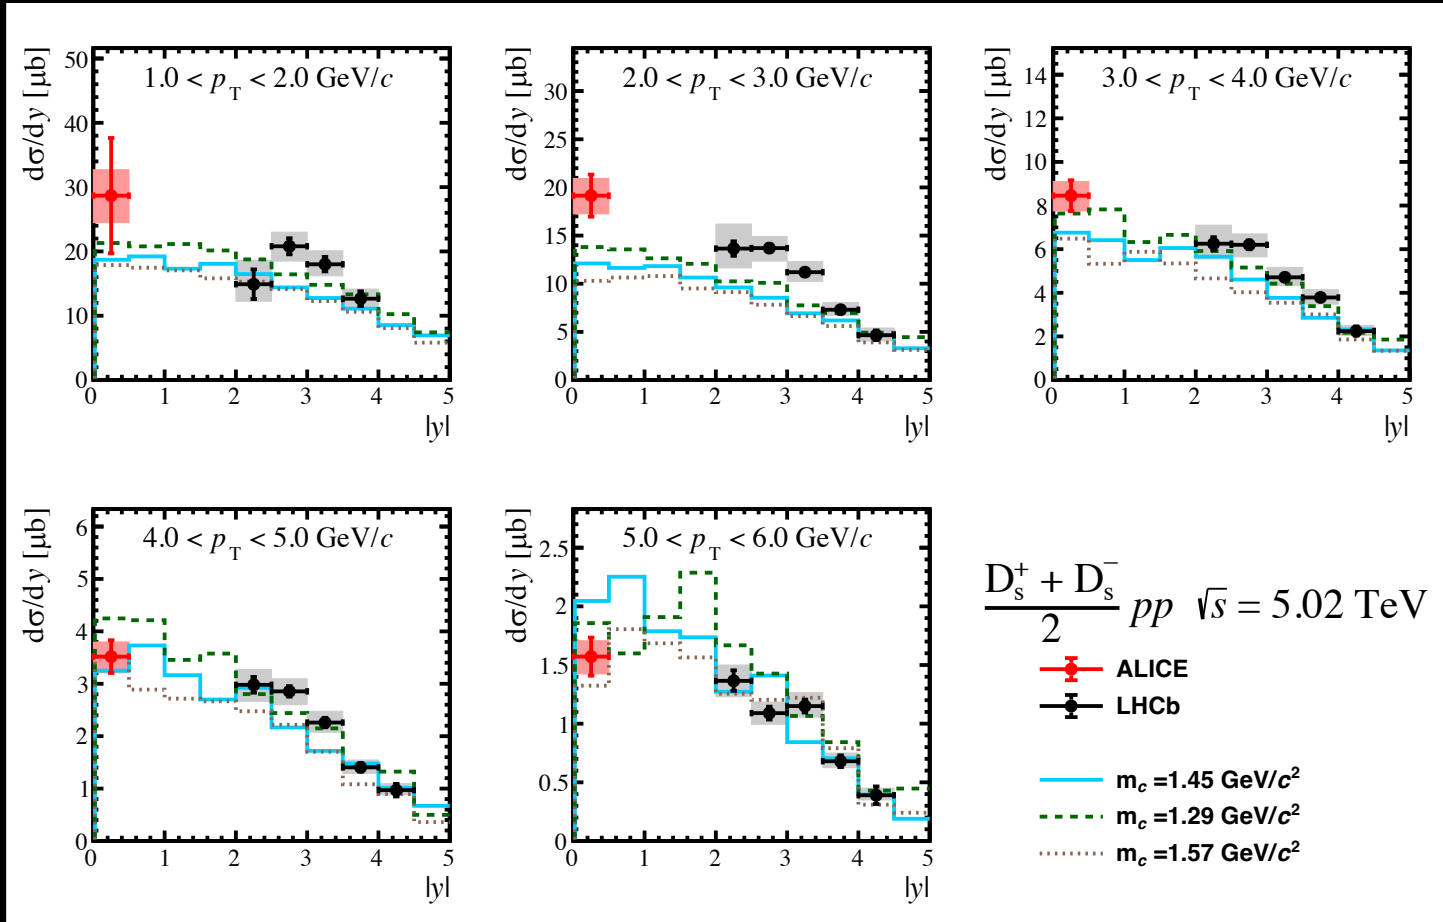 dσ/dy [μb]
1.0 < p_T < 2.0 GeV/c
50
40
30
20
10
0
0 1 2 3 4 5
|y|
dσ/dy [μb]
2.0 < p_T < 3.0 GeV/c
30
25
20
15
10
5
0
0 1 2 3 4 5
|y|
dσ/dy [μb]
3.0 < p_T < 4.0 GeV/c
14
12
10
8
6
4
2
0
0 1 2 3 4 5
|y|
dσ/dy [μb]
4.0 < p_T < 5.0 GeV/c
6
5
4
3
2
1
0
0 1 2 3 4 5
|y|
dσ/dy [μb]
5.0 < p_T < 6.0 GeV/c
2.5
2
1.5
1
0.5
0
0 1 2 3 4 5
|y|
D_s^+ + D_s^-
2
pp √s = 5.02 TeV
ALICE
LHCb
m_c =1.45 GeV/c²
m_c =1.29 GeV/c²
m_c =1.57 GeV/c²